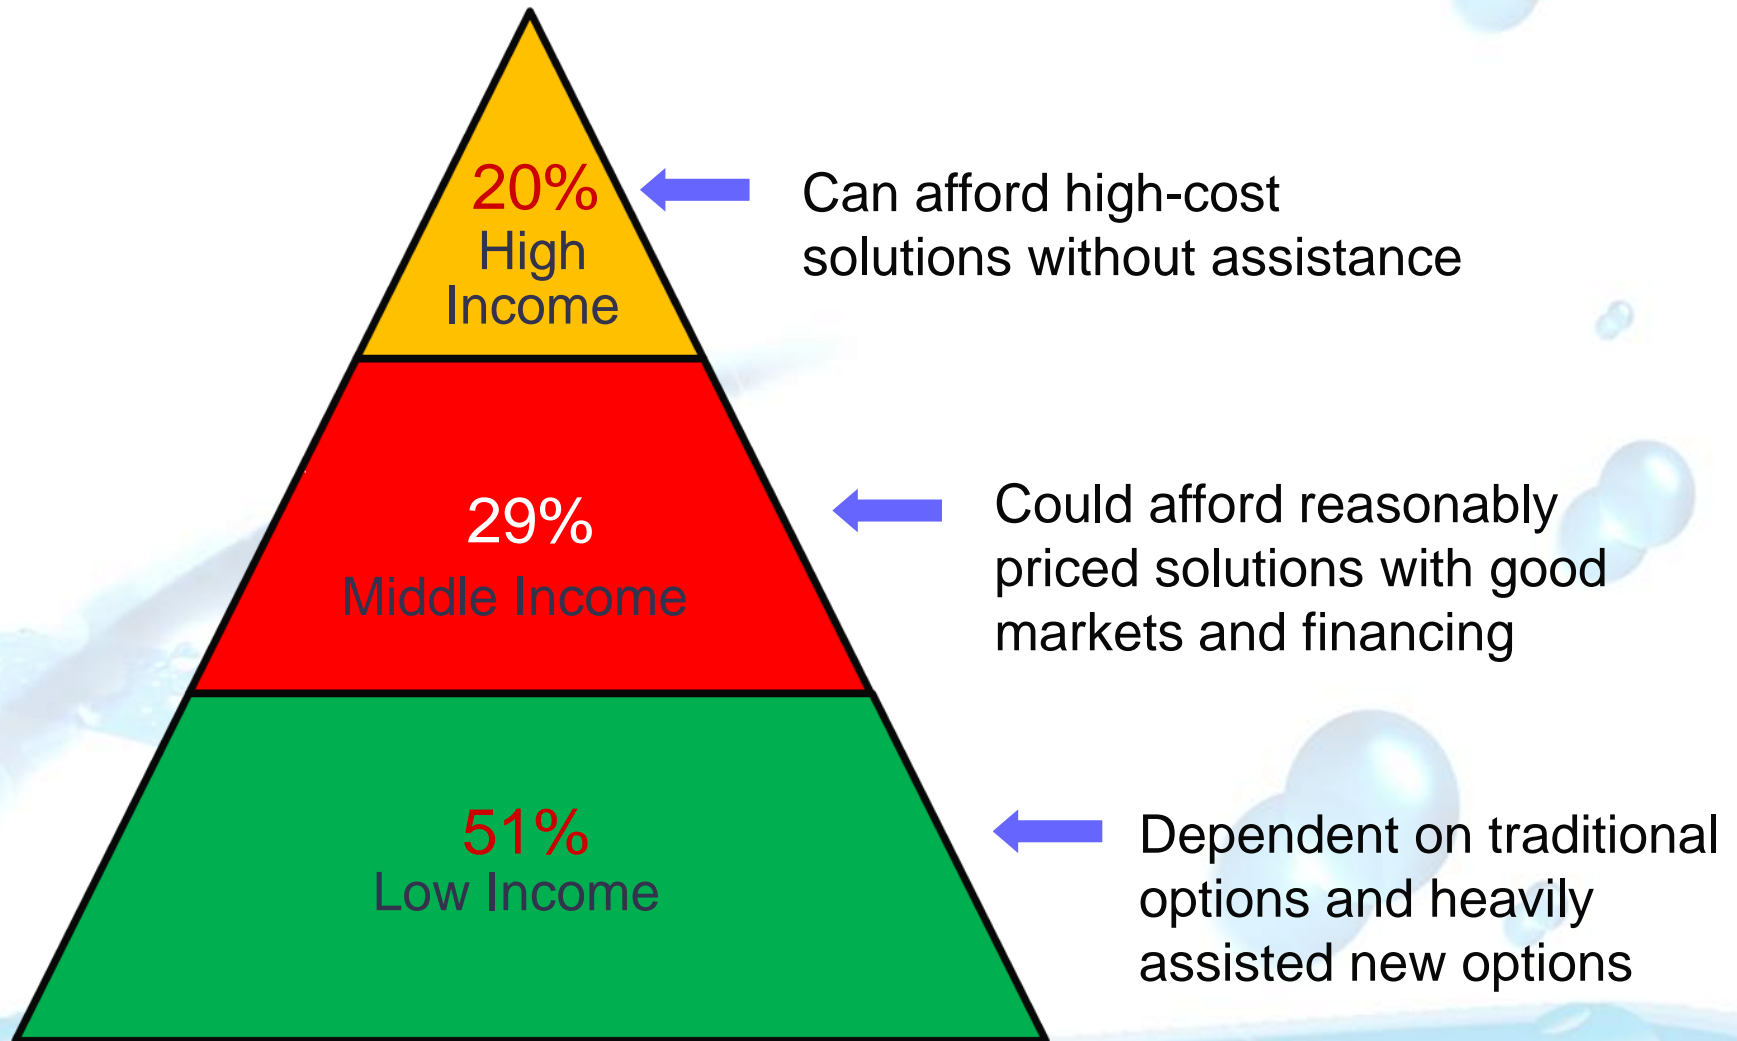 20%
High
Income
Can afford high-cost
solutions without assistance
29%
Middle Income
Could afford reasonably
priced solutions with good
markets and financing
51%
Low Income
Dependent on traditional
options and heavily
assisted new options